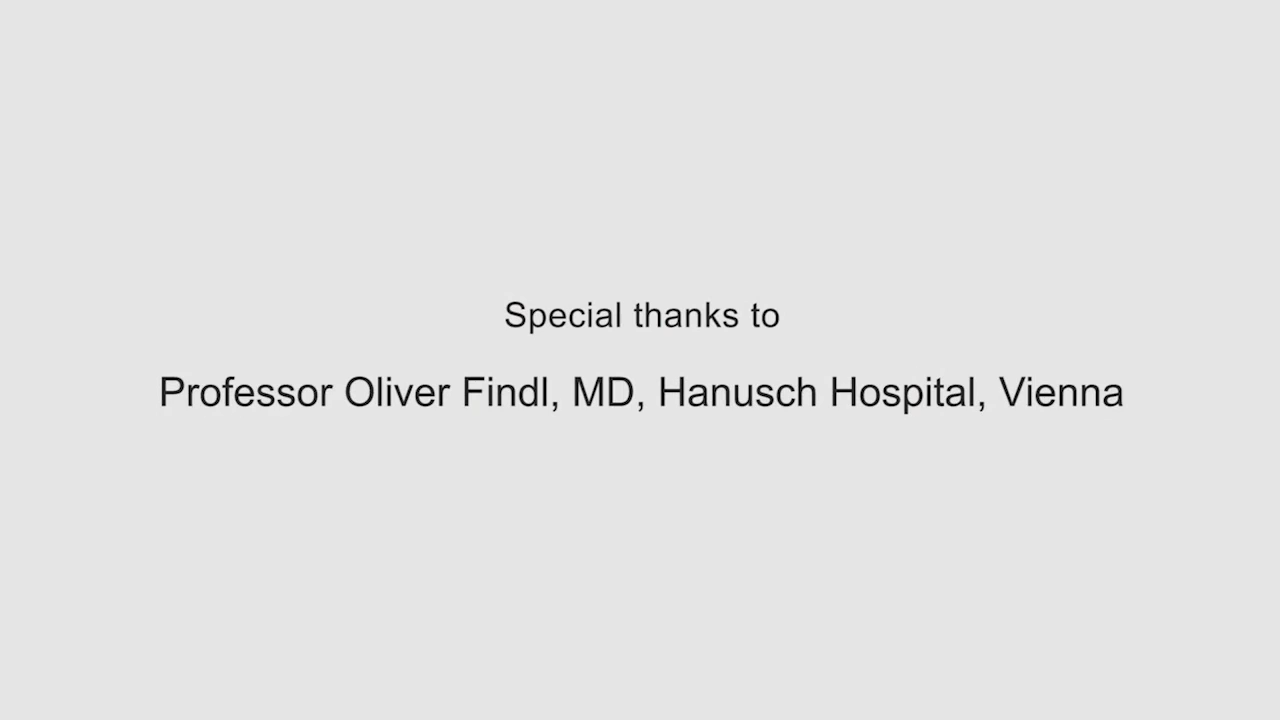 Special thanks to
Professor Oliver Findl, MD, Hanusch Hospital, Vienna